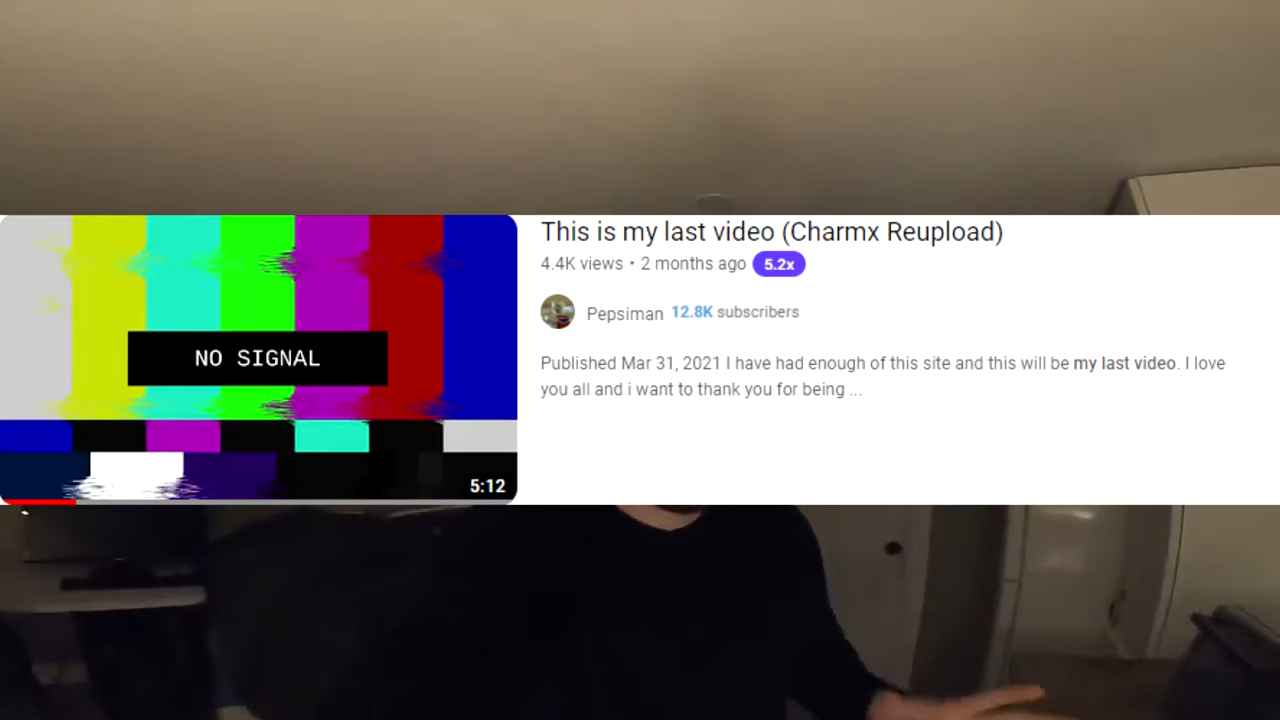 This is my last video (Charmx Reupload)
4.4K views • 2 months ago 5.2x
Pepsiman 12.8K subscribers
NO SIGNAL
Published Mar 31, 2021 I have had enough of this site and this will be my last video. I love
you all and i want to thank you for being ...
5:12